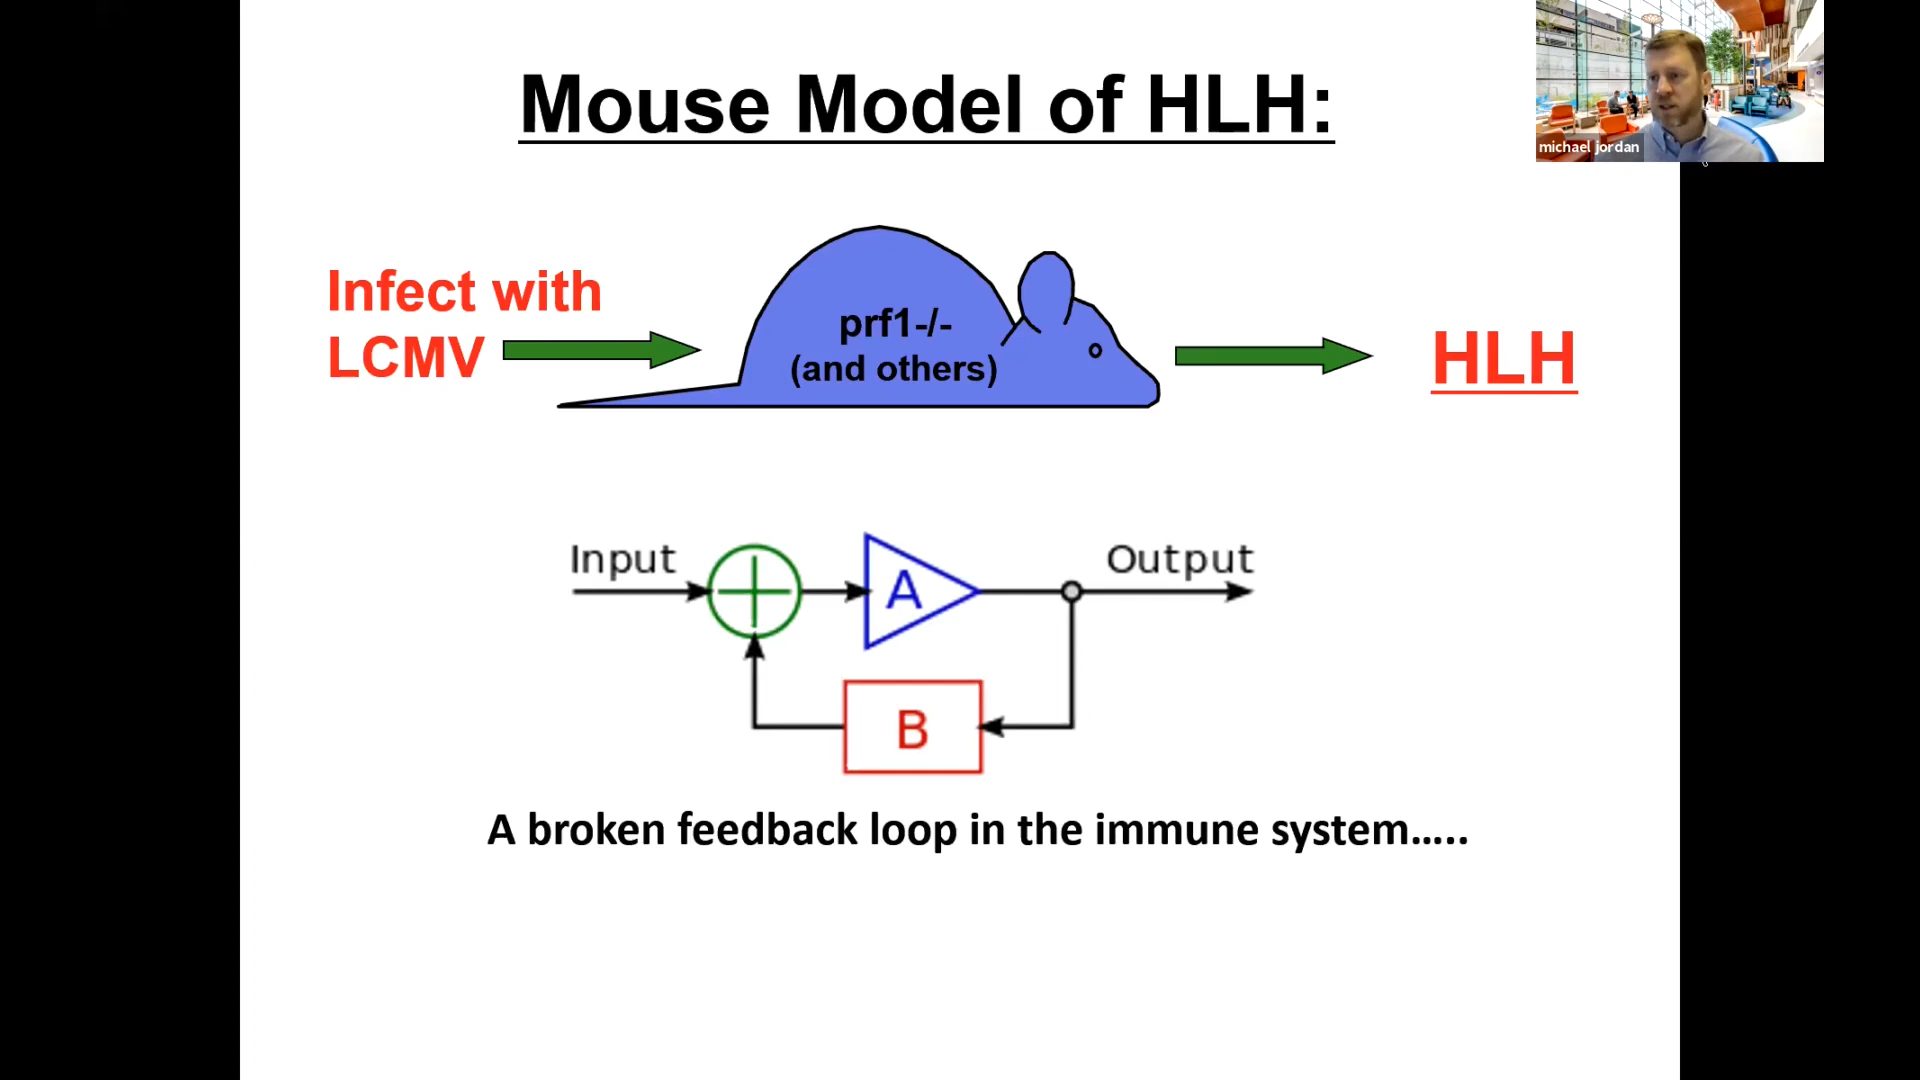 Mouse Model of HLH:
michael jordan
Infect with
LCMV
prf1-/-
(and others)
HLH
Input
A
Output
B
A broken feedback loop in the immune system…..